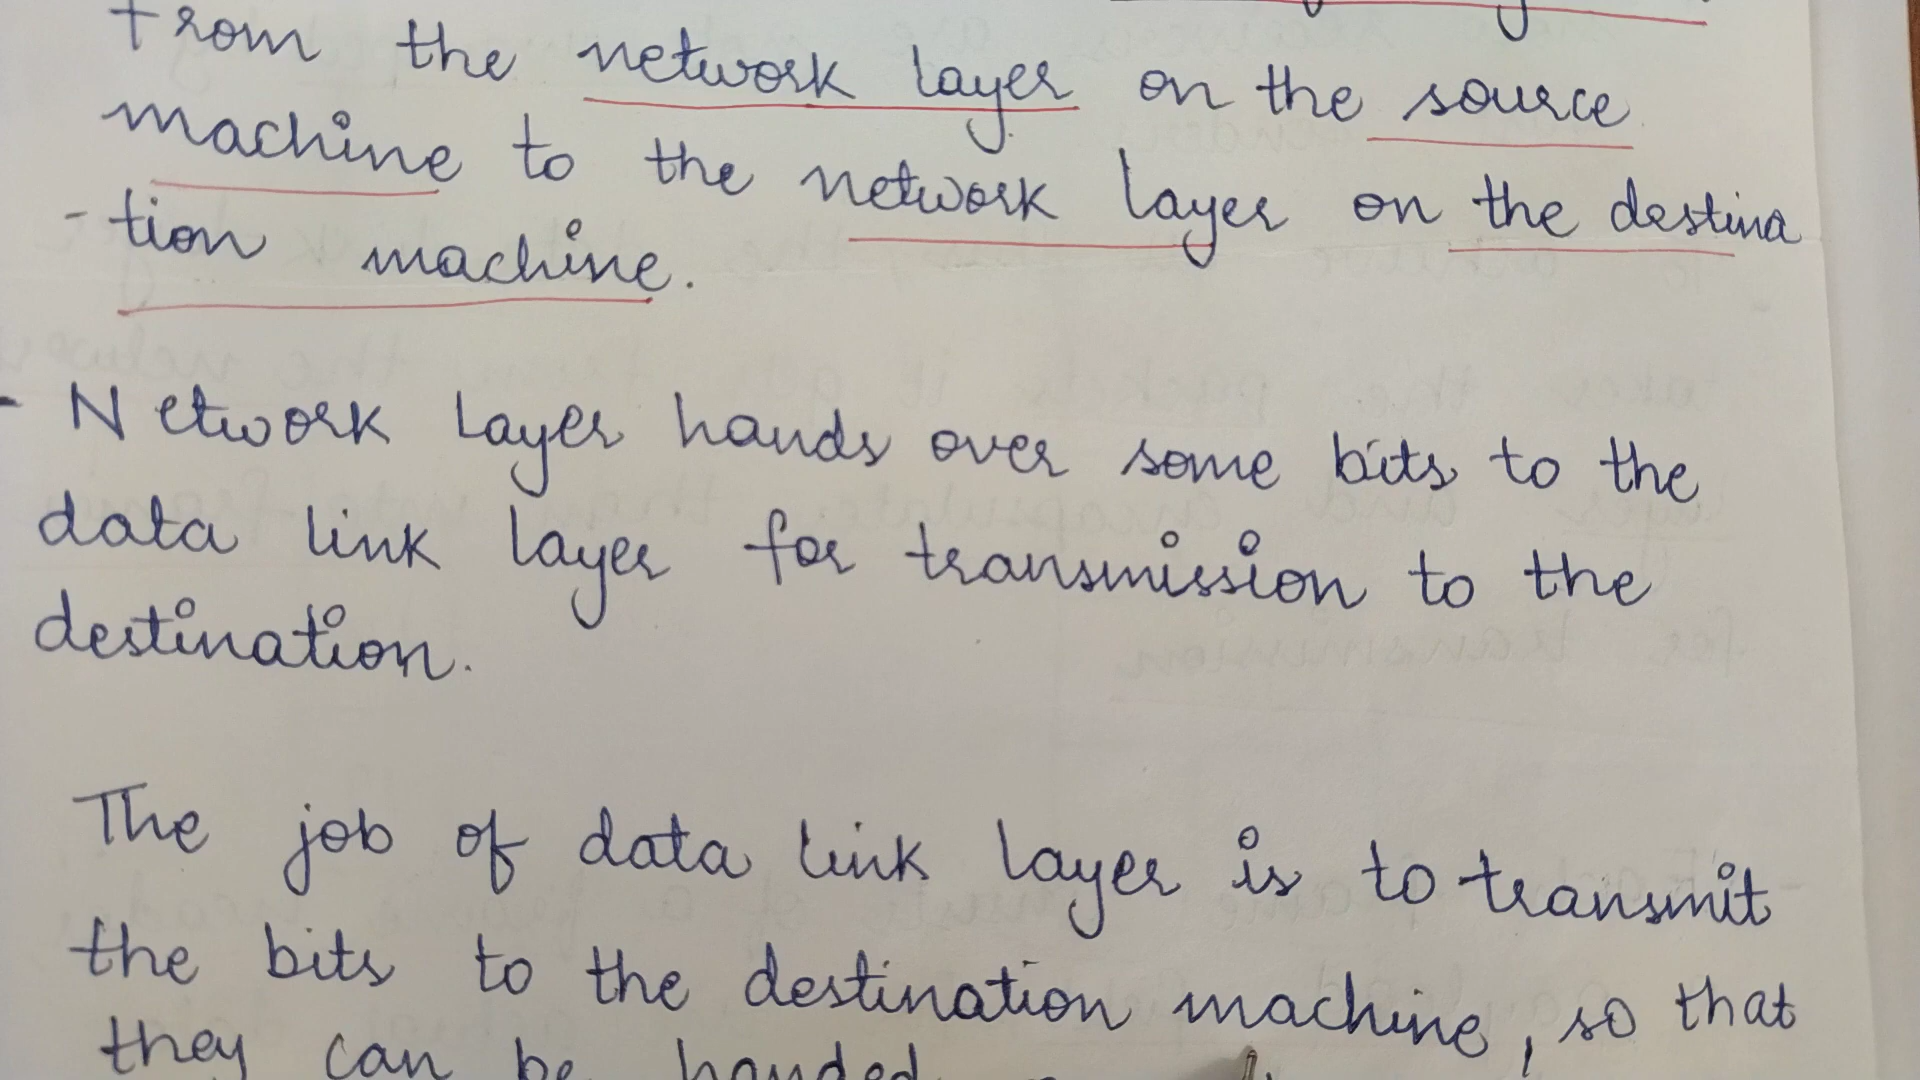 from the network layer on the source
machine to the network layer on the destina
-tion machine.
- Network layer hands over some bits to the
data link layer for transmission to the
destination.
The job of data link layer is to transmit
the bits to the destination machine, so that
they can be handed